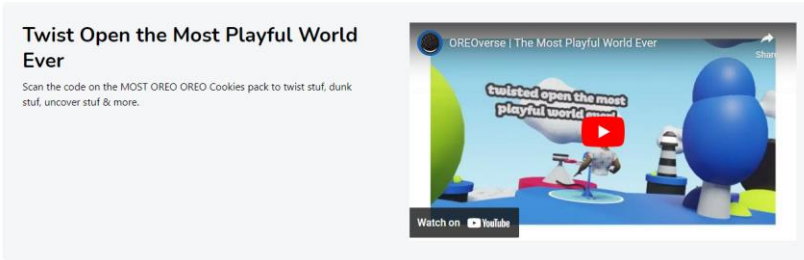 Twist Open the Most Playful World
Ever
Scan the code on the MOST OREO OREO Cookies pack to twist stuf, dunk
stuf, uncover stuf & more.
OREOverse | The Most Playful World Ever
Share
twisted open the most
playful world ever!
Watch on YouTube